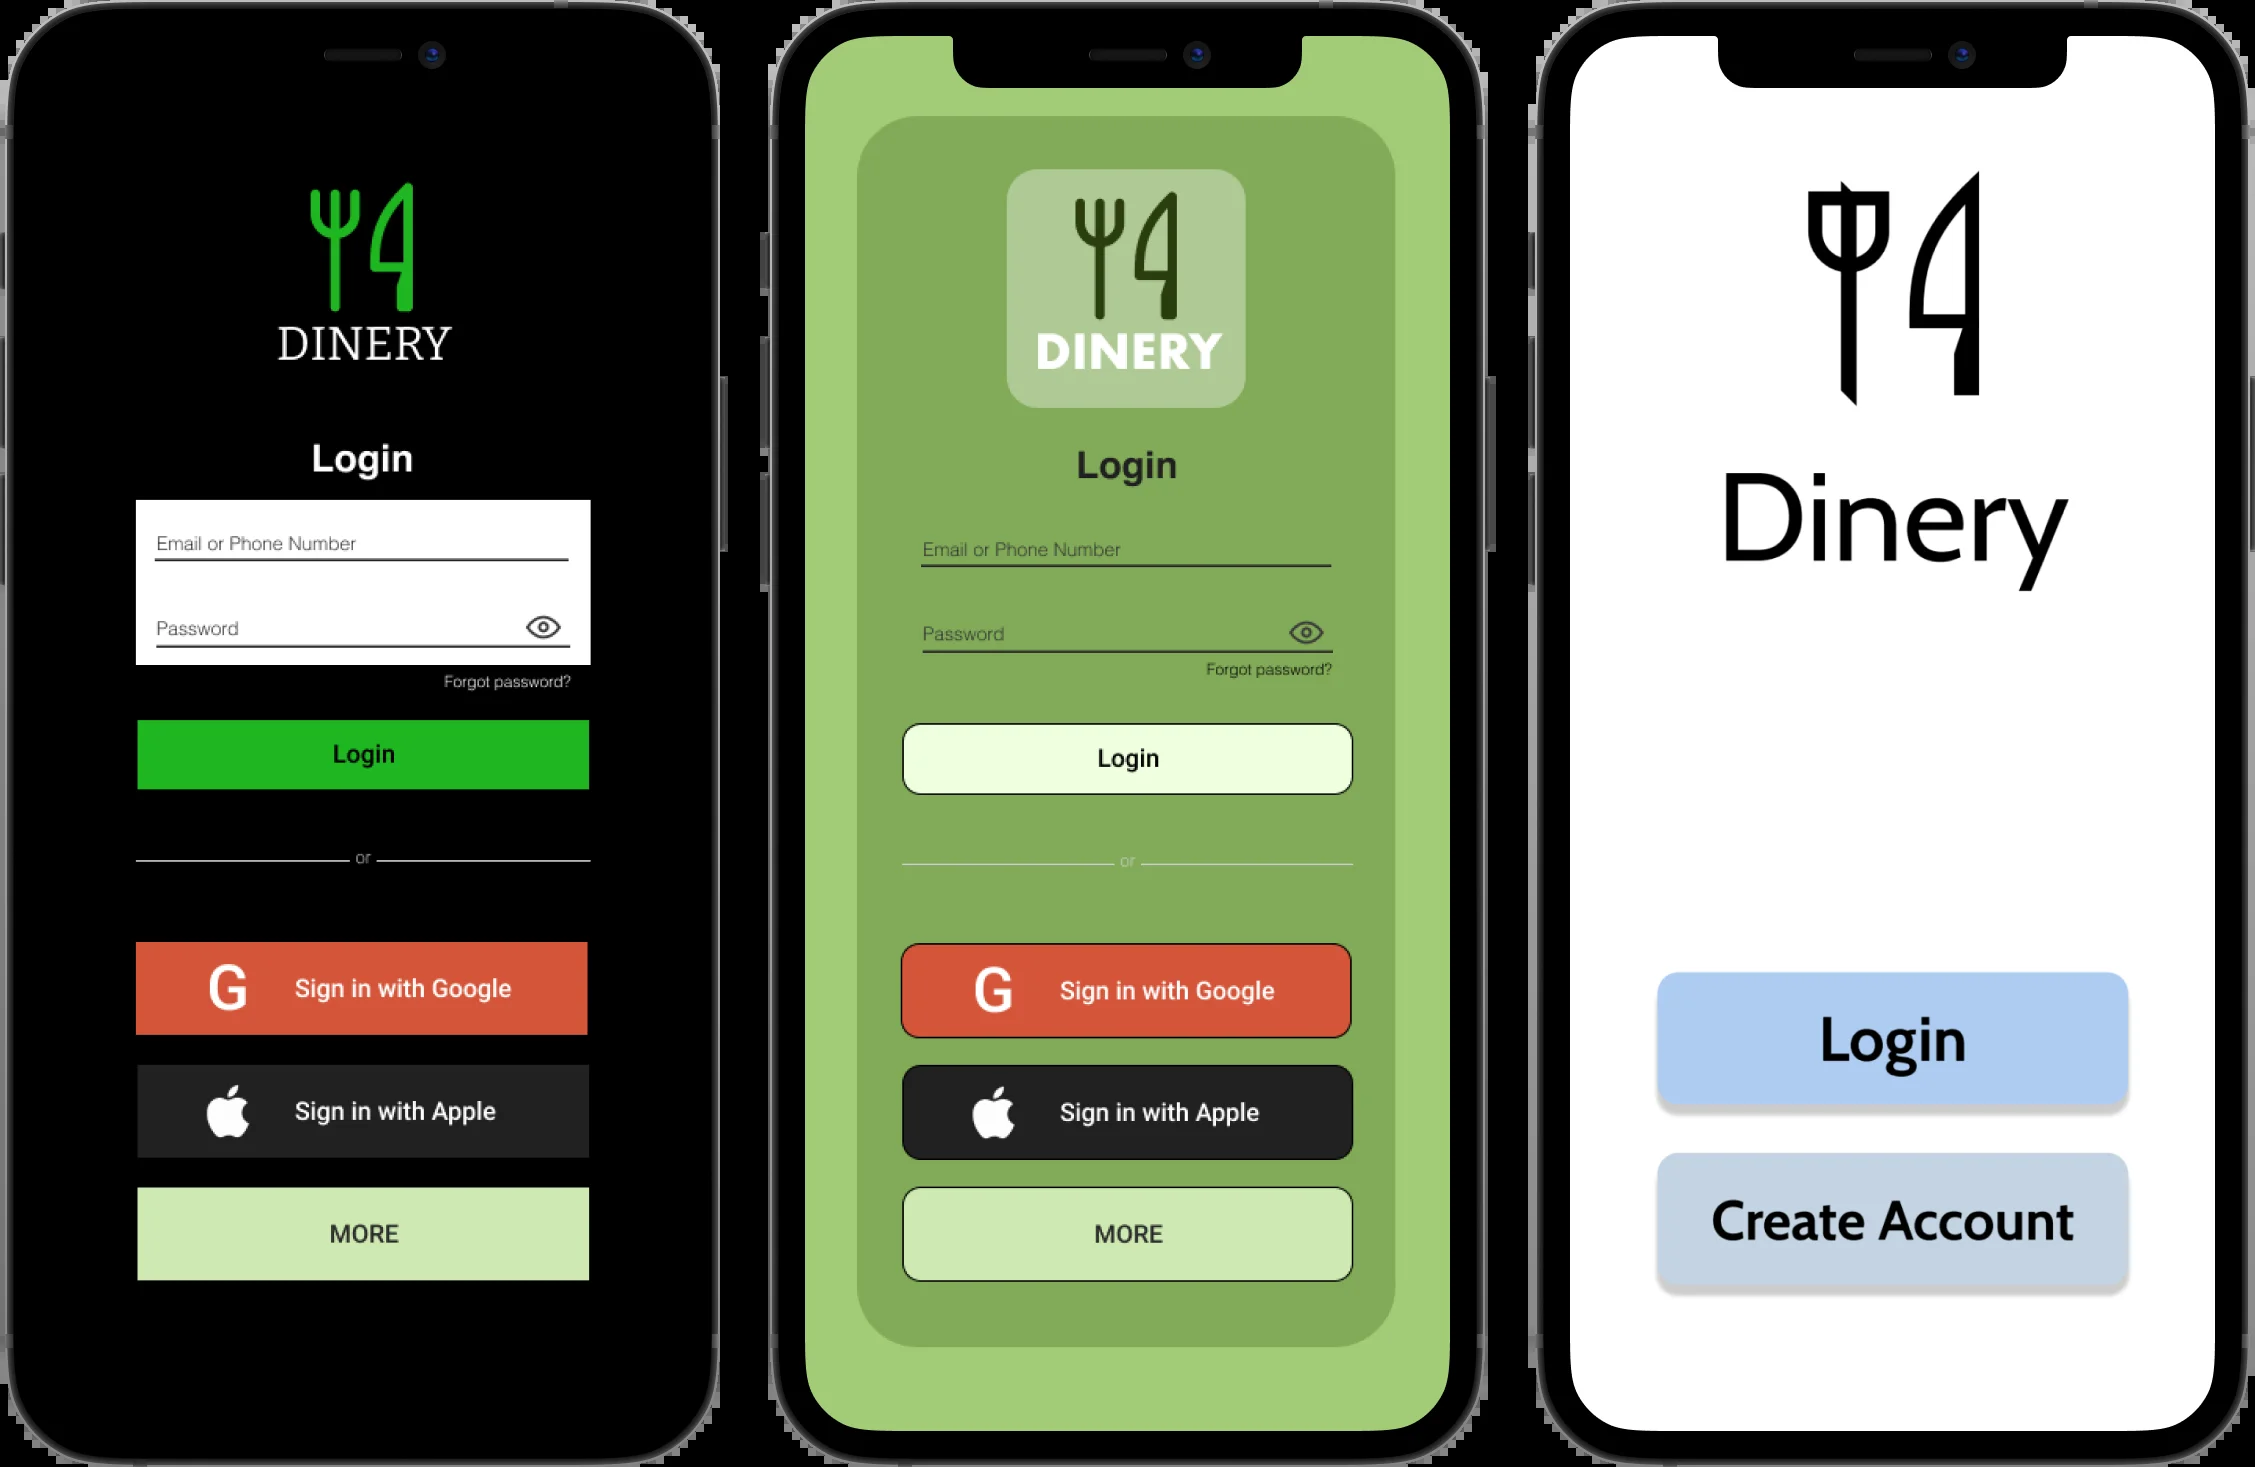 DINERY
Login
Email or Phone Number
Password
Forgot password?
Login
or
G Sign in with Google
Sign in with Apple
MORE
DINERY
Login
Email or Phone Number
Password
Forgot password?
Login
or
G Sign in with Google
Sign in with Apple
MORE
Dinery
Login
Create Account